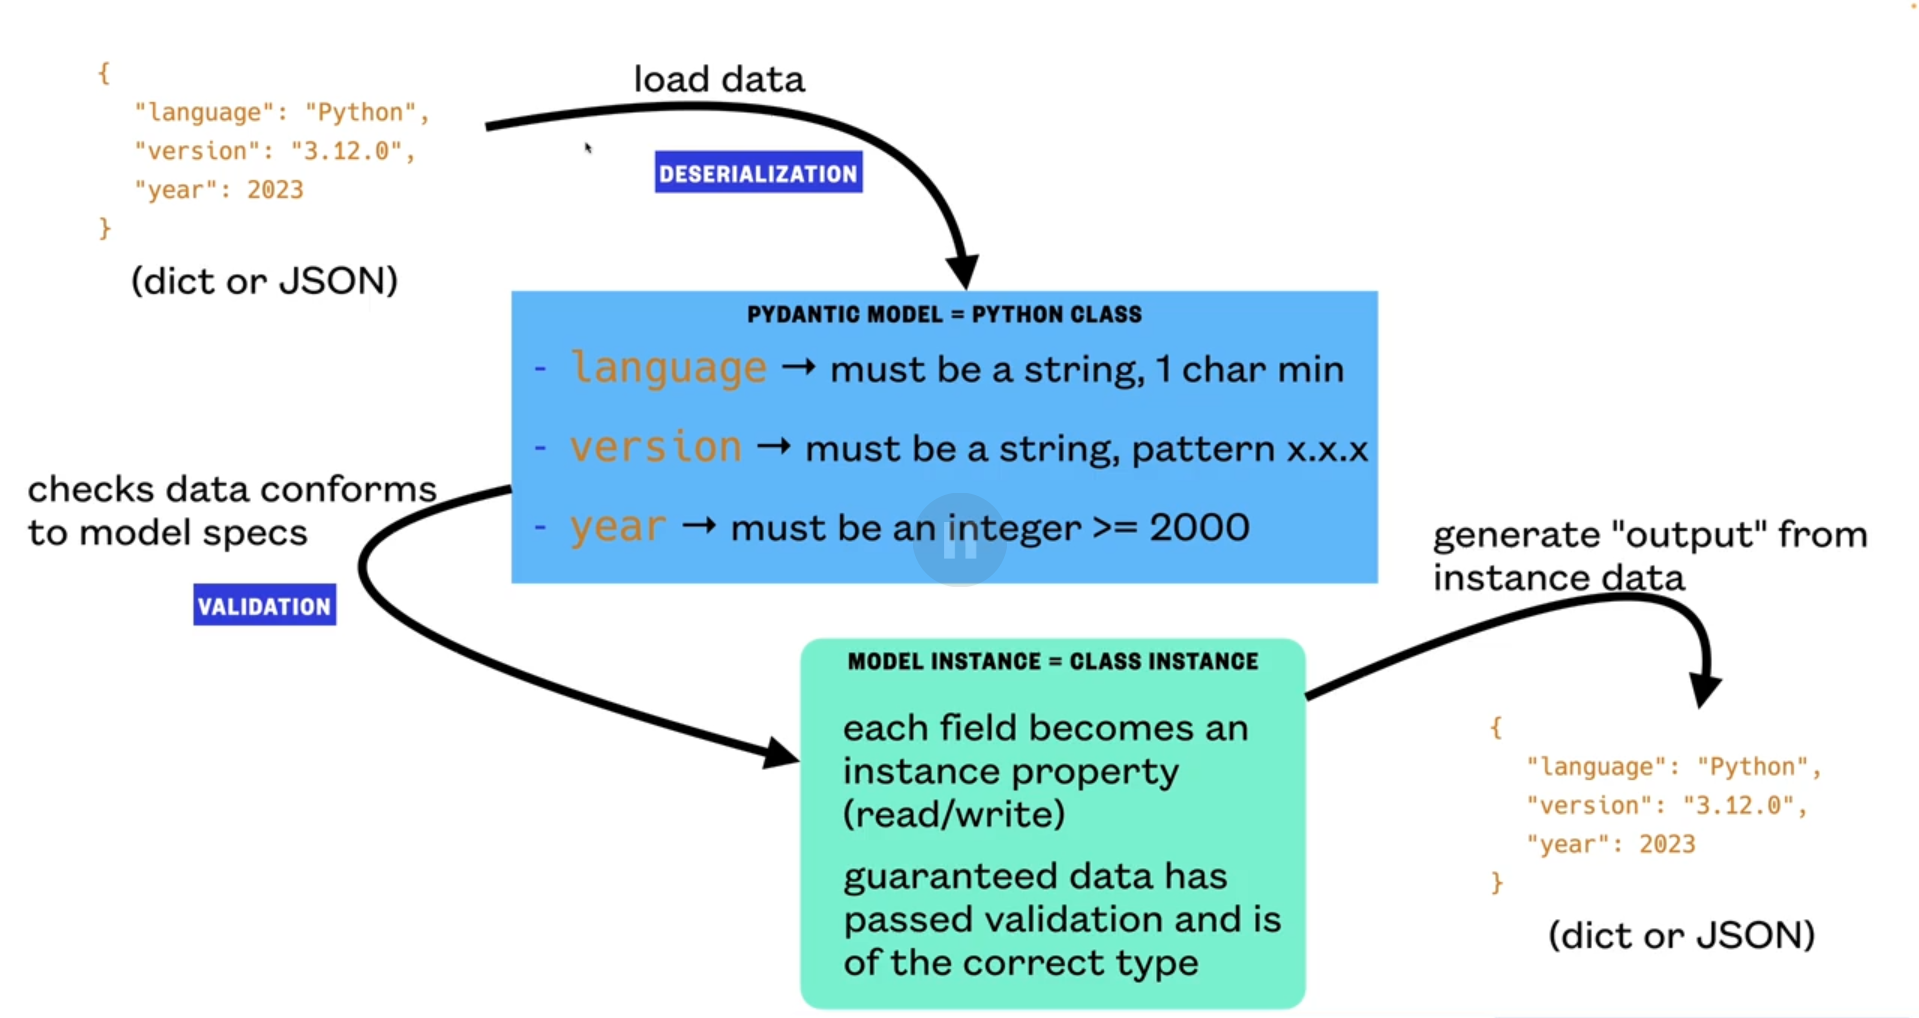 {
"language": "Python",
"version": "3.12.0",
"year": 2023
}
(dict or JSON)
load data
DESERIALIZATION
PYDANTIC MODEL = PYTHON CLASS
- language → must be a string, 1 char min
- version → must be a string, pattern x.x.x
- year → must be an integer >= 2000
checks data conforms
to model specs
VALIDATION
MODEL INSTANCE = CLASS INSTANCE
each field becomes an
instance property
(read/write)
guaranteed data has
passed validation and is
of the correct type
generate "output" from
instance data
{
"language": "Python",
"version": "3.12.0",
"year": 2023
}
(dict or JSON)